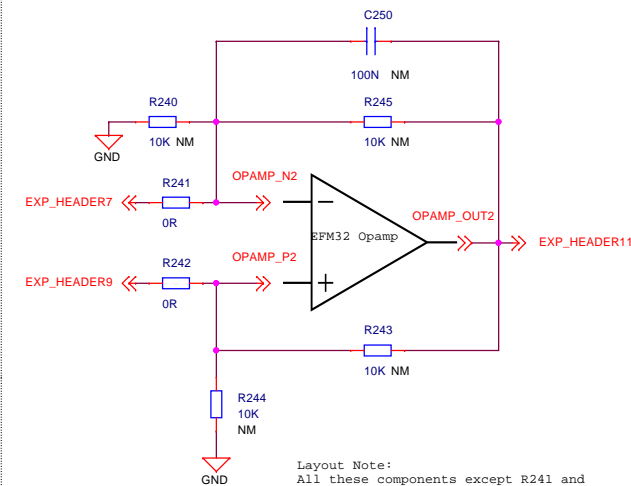 C250
100N NM
R240
10K NM
GND
R245
10K NM
R241
0R
EXP_HEADER7
OPAMP_N2
EFM32 Opamp
OPAMP_OUT2
EXP_HEADER11
R242
0R
EXP_HEADER9
OPAMP_P2
R243
10K NM
R244
10K
NM
GND
Layout Note:
All these components except R241 and